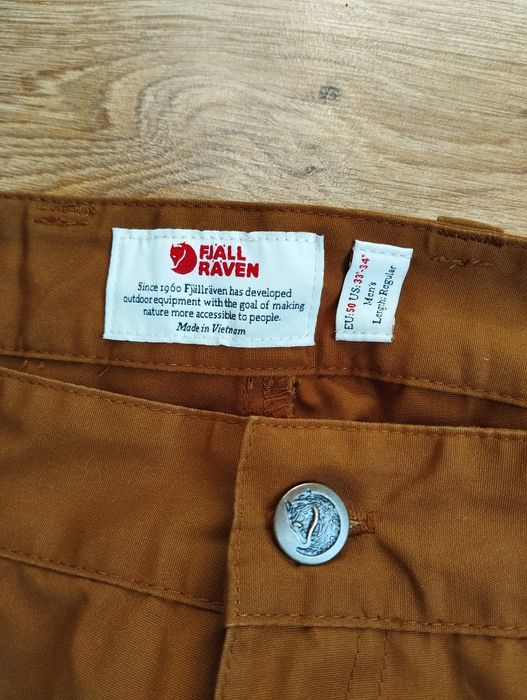 FJÄLL
RÄVEN
Since 1960 Fjällräven has developed
outdoor equipment with the goal of making
nature more accessible to people.
Made in Vietnam
EU:50 US:33"-34"
Men's
Length: Regular